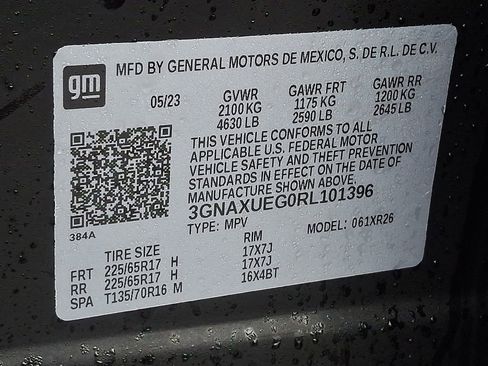 gm
MFD BY GENERAL MOTORS DE MEXICO, S. DE R.L. DE C.V.
05/23 GVWR GAWR FRT GAWR RR
2100 KG 1175 KG 1200 KG
4630 LB 2590 LB 2645 LB
THIS VEHICLE CONFORMS TO ALL
APPLICABLE U.S. FEDERAL MOTOR
VEHICLE SAFETY AND THEFT PREVENTION
STANDARDS IN EFFECT ON THE DATE OF
MANUFACTURE SHOWN ABOVE.
3GNAXUEG0RL101396
384A
TYPE: MPV MODEL: 061XR26
TIRE SIZE RIM
FRT 225/65R17 H 17X7J
RR 225/65R17 H 17X7J
SPA T135/70R16 M 16X4BT